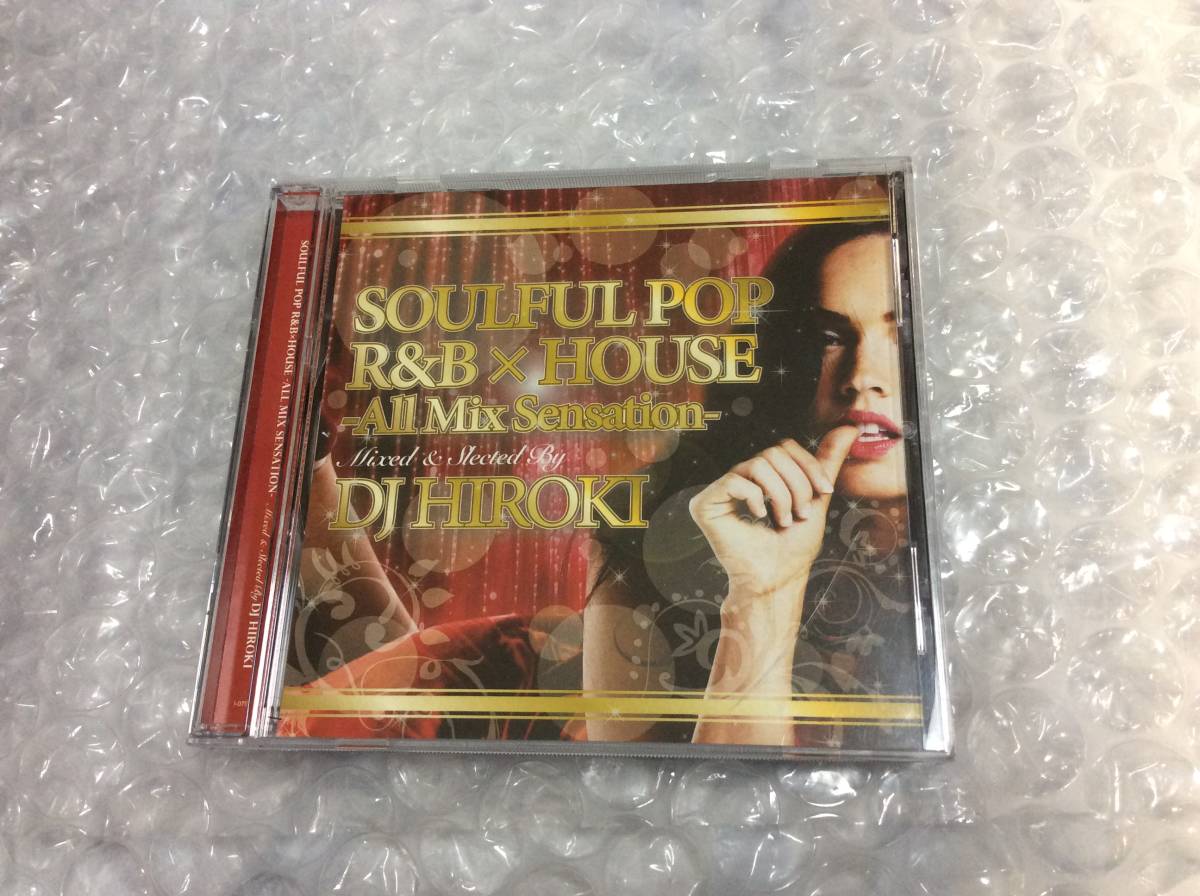 SOULFUL POP
R&B × HOUSE
-All Mix Sensation-
Mixed & Slected By
DJ HIROKI
SOULFUL POP R&B×HOUSE -ALL MIX SENSATION- Mixed & Slected By DJ HIROKI